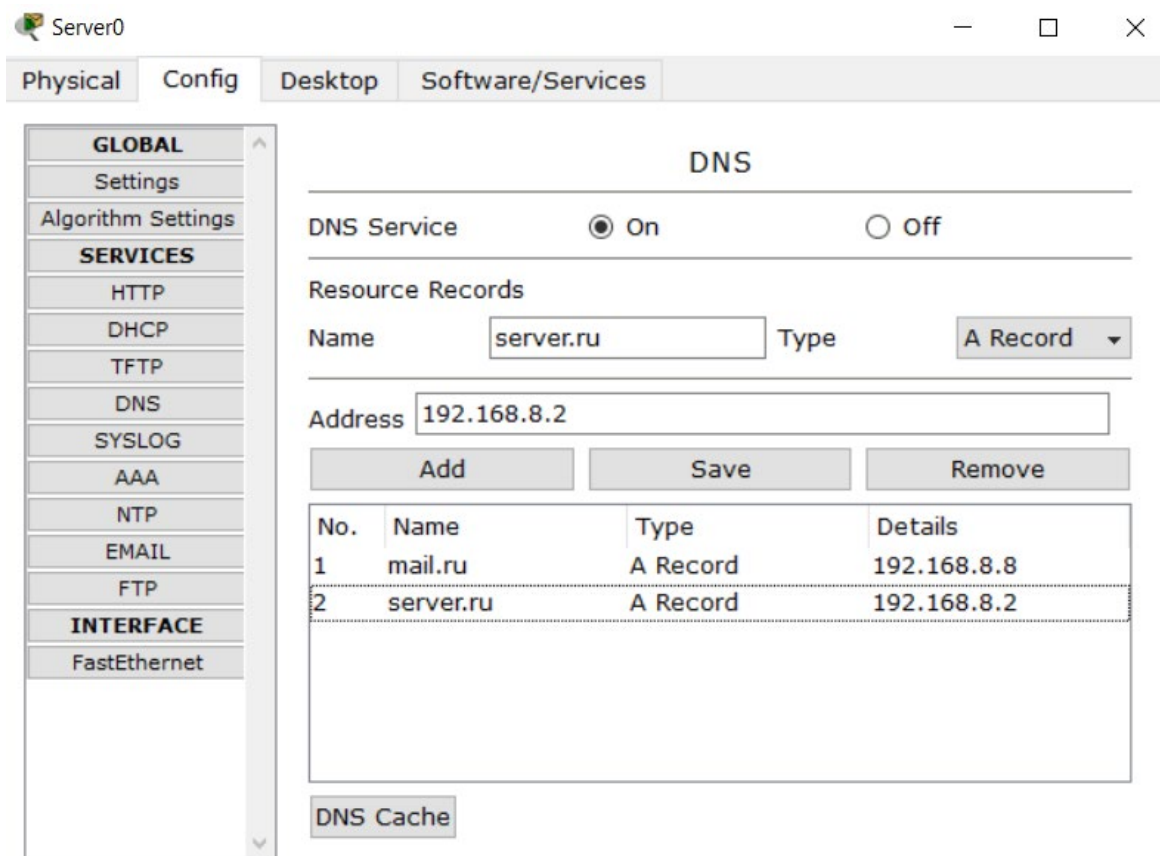 Server0
Physical Config Desktop Software/Services
GLOBAL
Settings
Algorithm Settings
SERVICES
HTTP
DHCP
TFTP
DNS
SYSLOG
AAA
NTP
EMAIL
FTP
INTERFACE
FastEthernet
DNS
DNS Service On Off
Resource Records
Name server.ru Type A Record
Address 192.168.8.2
Add Save Remove
No. Name Type Details
1 mail.ru A Record 192.168.8.8
2 server.ru A Record 192.168.8.2
DNS Cache